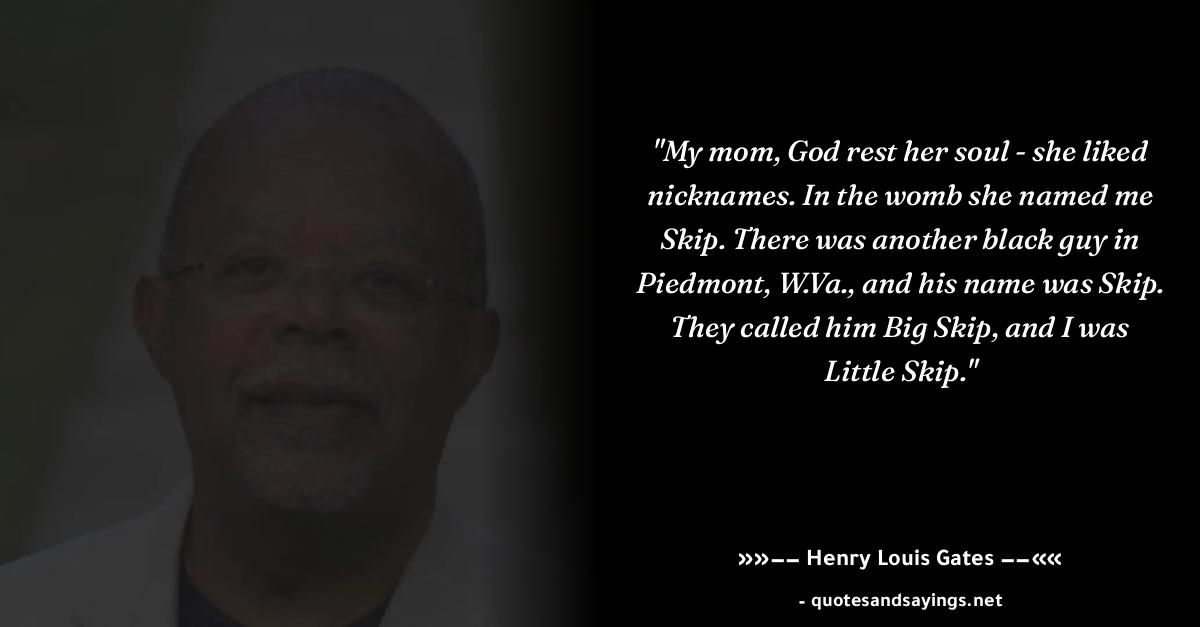 "My mom, God rest her soul - she liked
nicknames. In the womb she named me
Skip. There was another black guy in
Piedmont, W.Va., and his name was Skip.
They called him Big Skip, and I was
Little Skip."
»»−− Henry Louis Gates −−««
- quotesandsayings.net